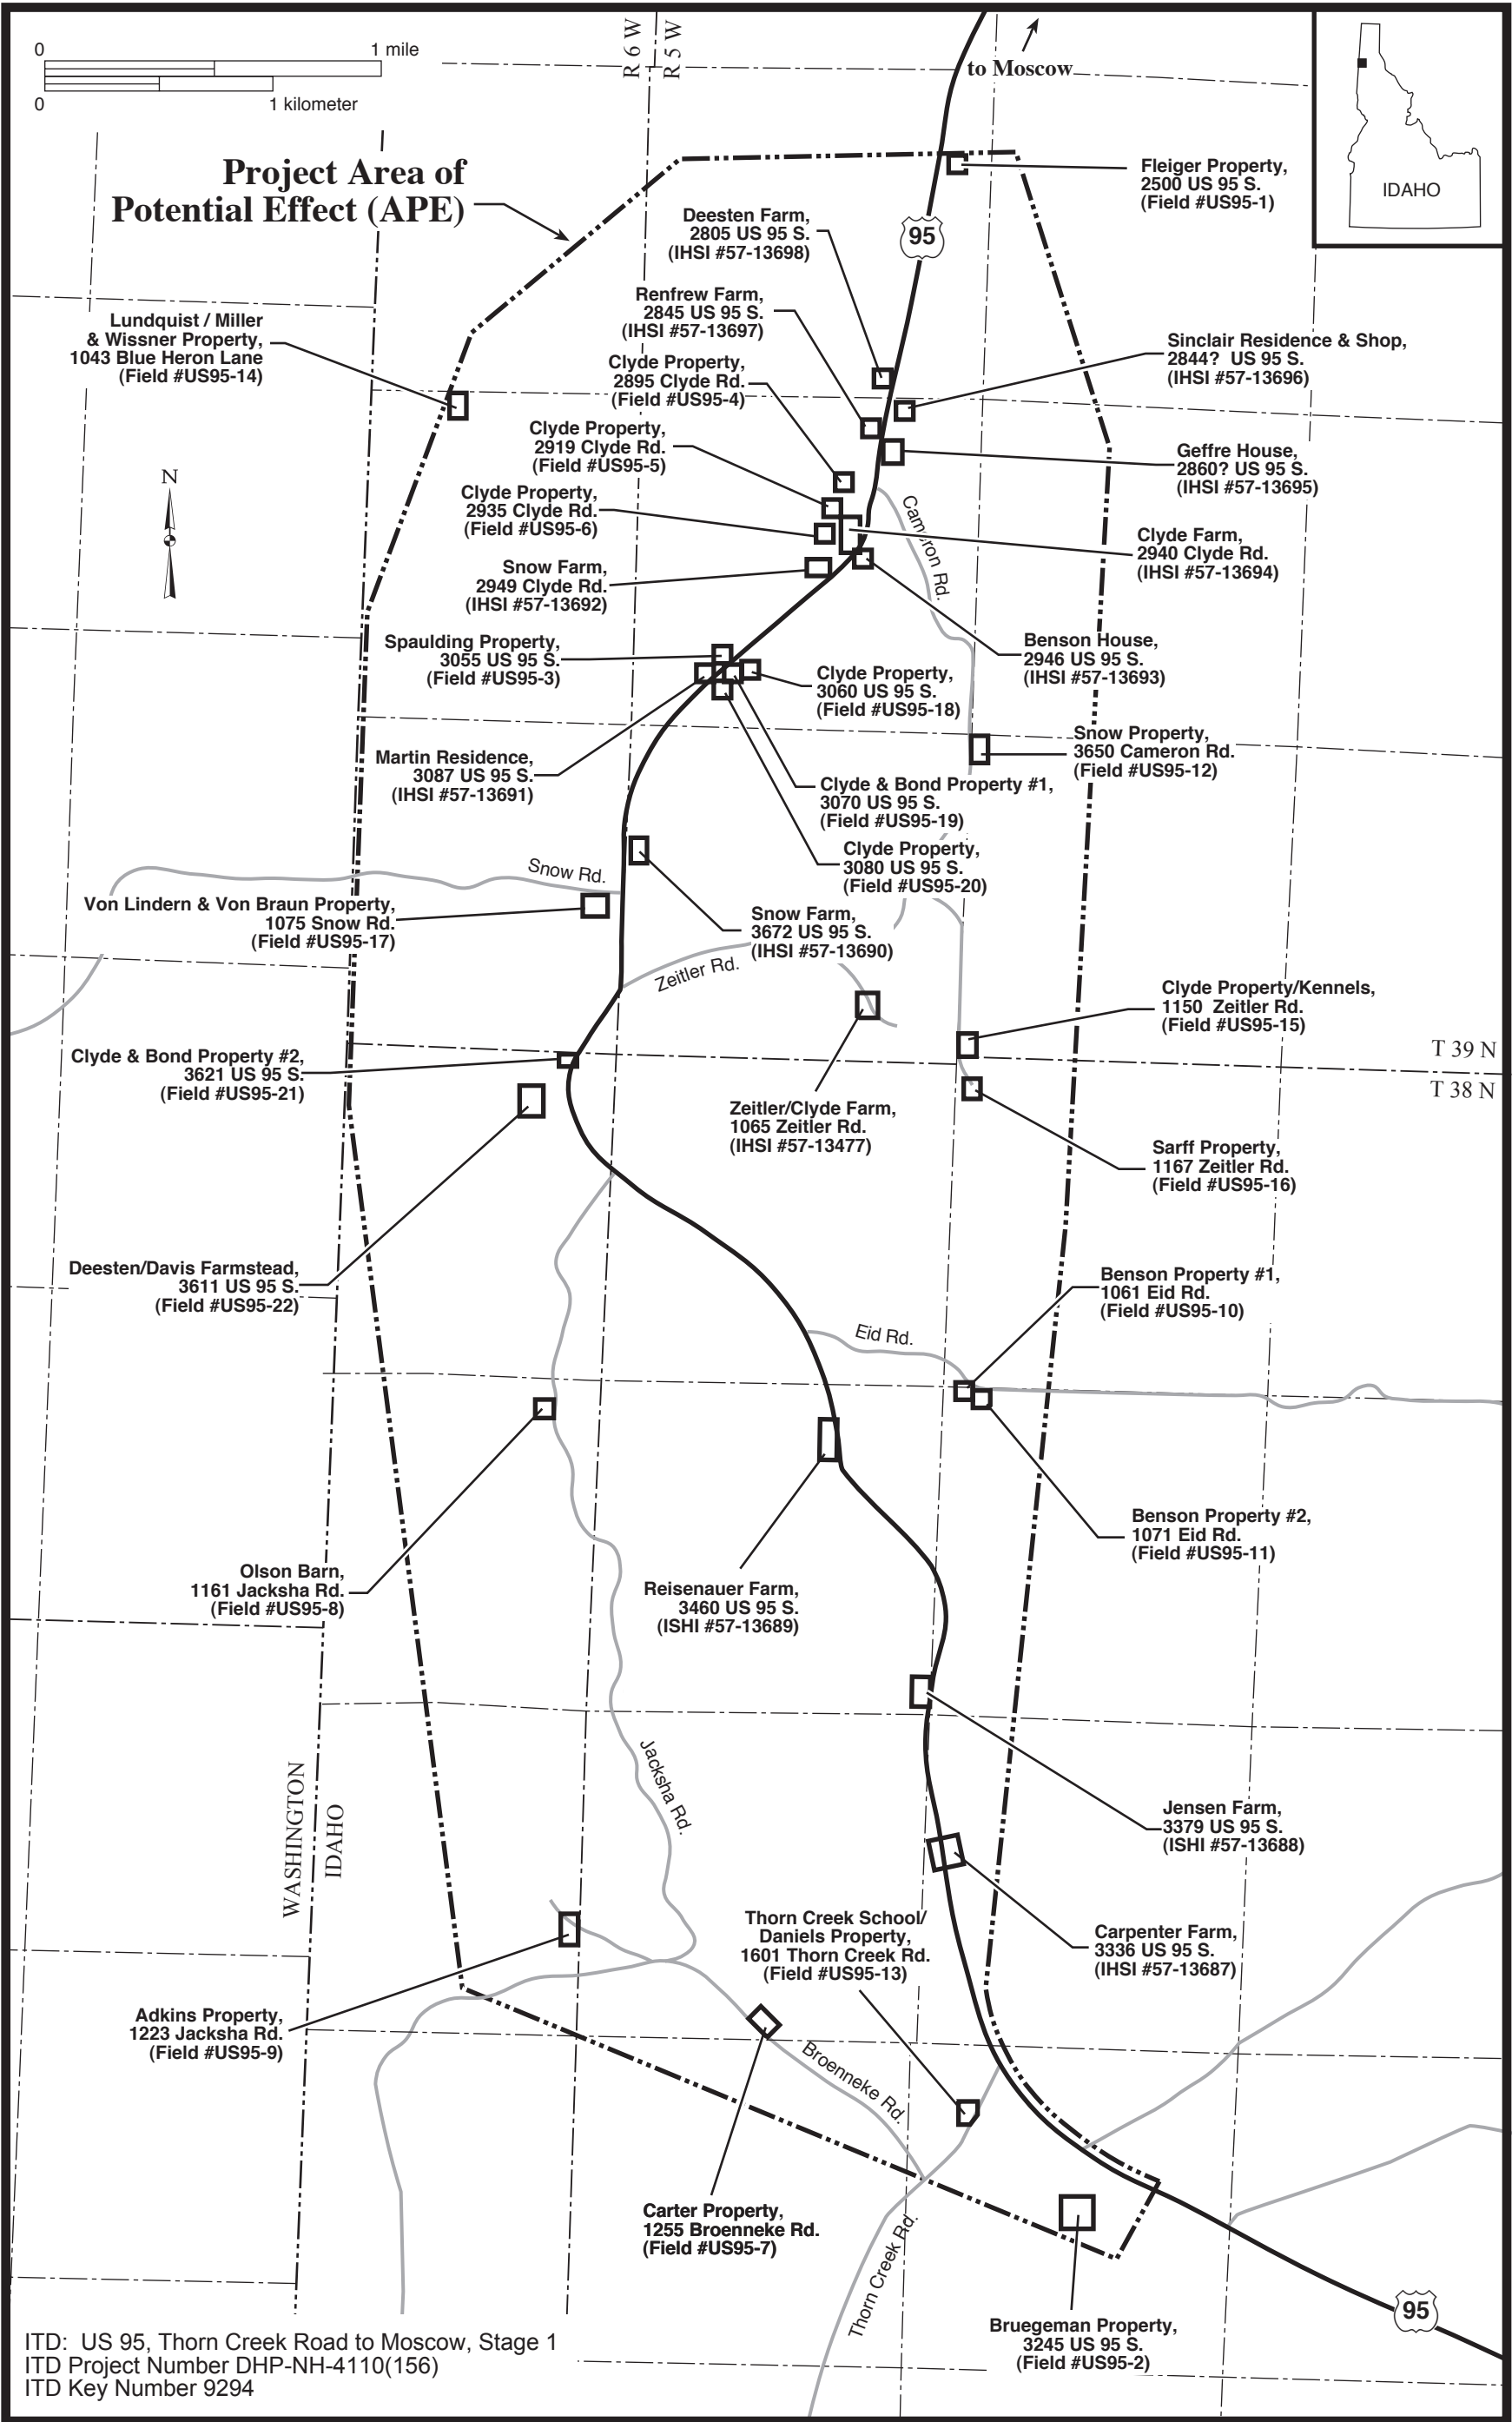 0
1 mile
0
1 kilometer
R 6 W
R 5 W
to Moscow
IDAHO
Project Area of
Potential Effect (APE)
Fleiger Property,
2500 US 95 S.
(Field #US95-1)
95
Deesten Farm,
2805 US 95 S.
(IHSI #57-13698)
Renfrew Farm,
2845 US 95 S.
(IHSI #57-13697)
Lundquist / Miller
& Wissner Property,
1043 Blue Heron Lane
(Field #US95-14)
Sinclair Residence & Shop,
2844? US 95 S.
(IHSI #57-13696)
Clyde Property,
2895 Clyde Rd.
(Field #US95-4)
Clyde Property,
2919 Clyde Rd.
(Field #US95-5)
Geffre House,
2860? US 95 S.
(IHSI #57-13695)
N
Clyde Property,
2935 Clyde Rd.
(Field #US95-6)
Cameron Rd.
Clyde Farm,
2940 Clyde Rd.
(IHSI #57-13694)
Snow Farm,
2949 Clyde Rd.
(IHSI #57-13692)
Spaulding Property,
3055 US 95 S.
(Field #US95-3)
Benson House,
2946 US 95 S.
(IHSI #57-13693)
Clyde Property,
3060 US 95 S.
(Field #US95-18)
Snow Property,
3650 Cameron Rd.
(Field #US95-12)
Martin Residence,
3087 US 95 S.
(IHSI #57-13691)
Clyde & Bond Property #1,
3070 US 95 S.
(Field #US95-19)
Clyde Property,
3080 US 95 S.
(Field #US95-20)
Snow Rd.
Von Lindern & Von Braun Property,
1075 Snow Rd.
(Field #US95-17)
Snow Farm,
3672 US 95 S.
(IHSI #57-13690)
Zeitler Rd.
Clyde Property/Kennels,
1150 Zeitler Rd.
(Field #US95-15)
T 39 N
T 38 N
Clyde & Bond Property #2,
3621 US 95 S.
(Field #US95-21)
Zeitler/Clyde Farm,
1065 Zeitler Rd.
(IHSI #57-13477)
Sarff Property,
1167 Zeitler Rd.
(Field #US95-16)
Deesten/Davis Farmstead,
3611 US 95 S.
(Field #US95-22)
Benson Property #1,
1061 Eid Rd.
(Field #US95-10)
Eid Rd.
Benson Property #2,
1071 Eid Rd.
(Field #US95-11)
Olson Barn,
1161 Jacksha Rd.
(Field #US95-8)
Reisenauer Farm,
3460 US 95 S.
(ISHI #57-13689)
Jacksha Rd.
WASHINGTON
IDAHO
Jensen Farm,
3379 US 95 S.
(ISHI #57-13688)
Thorn Creek School/
Daniels Property,
1601 Thorn Creek Rd.
(Field #US95-13)
Carpenter Farm,
3336 US 95 S.
(IHSI #57-13687)
Adkins Property,
1223 Jacksha Rd.
(Field #US95-9)
Broenneke Rd.
Carter Property,
1255 Broenneke Rd.
(Field #US95-7)
Thorn Creek Rd.
Bruegeman Property,
3245 US 95 S.
(Field #US95-2)
95
ITD: US 95, Thorn Creek Road to Moscow, Stage 1
ITD Project Number DHP-NH-4110(156)
ITD Key Number 9294